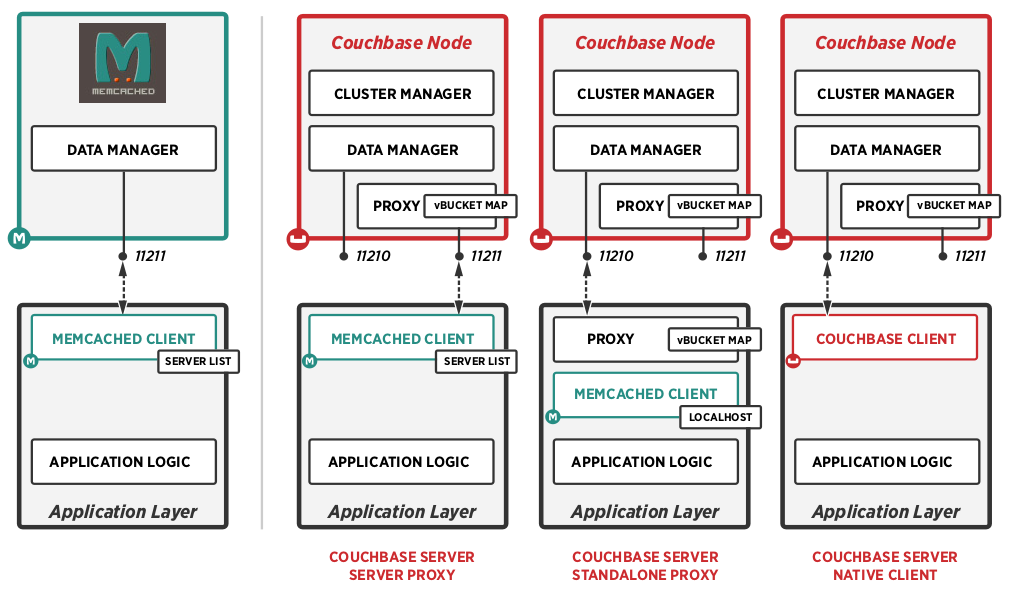 MEMCACHED
DATA MANAGER
M
11211
MEMCACHED CLIENT
M
SERVER LIST
APPLICATION LOGIC
Application Layer
Couchbase Node
CLUSTER MANAGER
DATA MANAGER
PROXY
vBUCKET MAP
11210
11211
MEMCACHED CLIENT
M
SERVER LIST
APPLICATION LOGIC
Application Layer
COUCHBASE SERVER
SERVER PROXY
Couchbase Node
CLUSTER MANAGER
DATA MANAGER
PROXY
vBUCKET MAP
11210
11211
PROXY
vBUCKET MAP
MEMCACHED CLIENT
M
LOCALHOST
APPLICATION LOGIC
Application Layer
COUCHBASE SERVER
STANDALONE PROXY
Couchbase Node
CLUSTER MANAGER
DATA MANAGER
PROXY
vBUCKET MAP
11210
11211
COUCHBASE CLIENT
APPLICATION LOGIC
Application Layer
COUCHBASE SERVER
NATIVE CLIENT